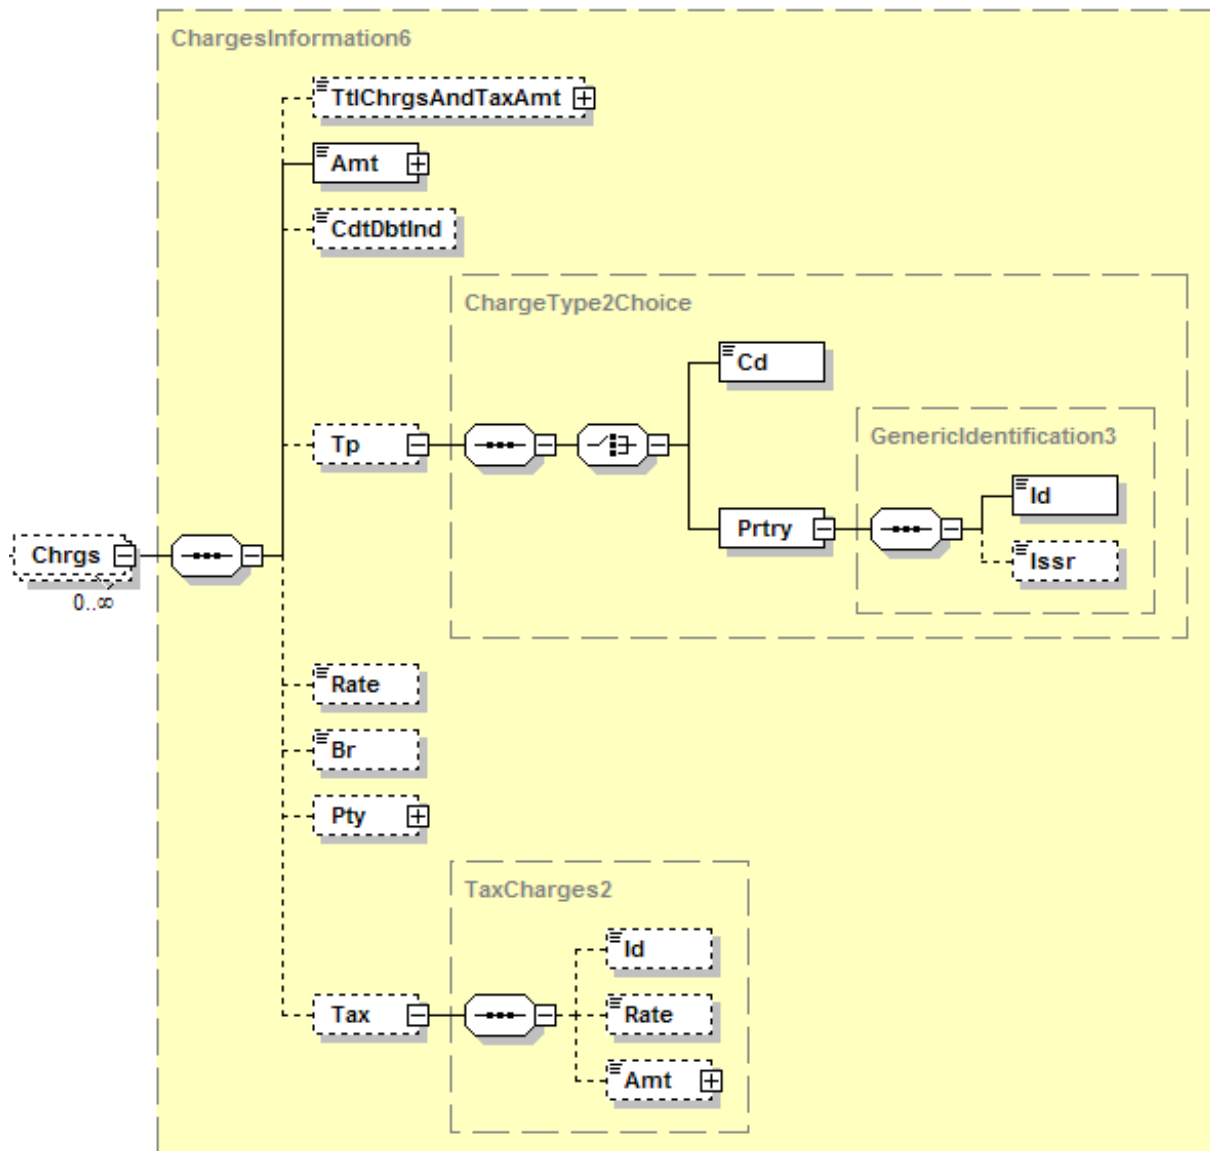 ChargesInformation6
TtlChrgsAndTaxAmt
Amt
CdtDbtInd
ChargeType2Choice
Cd
Tp
GenericIdentification3
Id
Prtry
Issr
Chrgs
0..∞
Rate
Br
Pty
TaxCharges2
Id
Tax
Rate
Amt